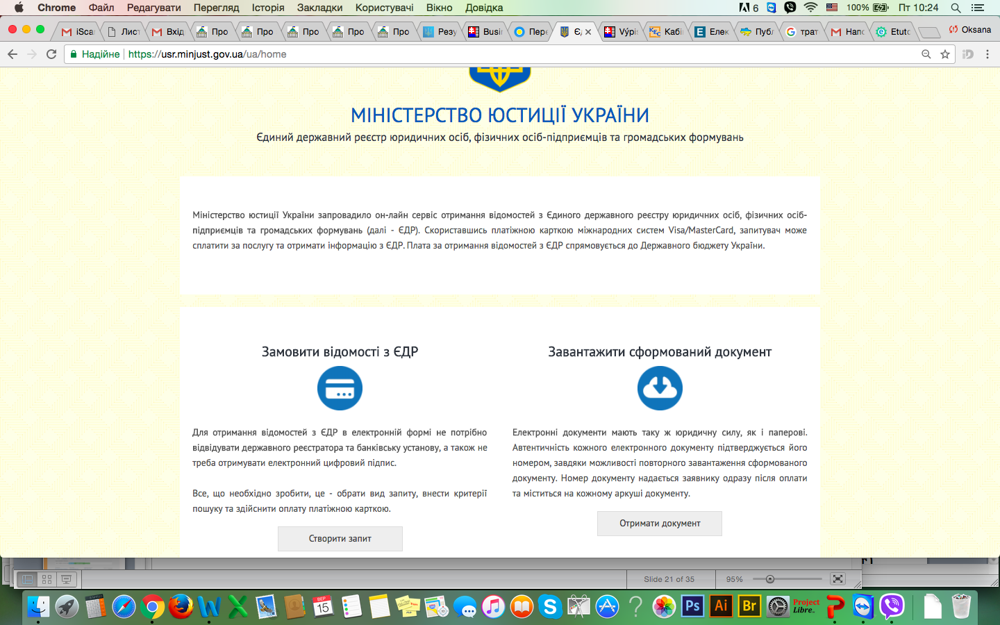 Chrome Файл Редагувати Перегляд Історія Закладки Користувачі Вікно Довідка 6 100% Пт 10:24
iSca Лист Вхід Про Про Про Про Про Резу Busi Пере Єд Výpis Кабі Елек Публ трат Напо Etuto Oksana
Надійне https://usr.minjust.gov.ua/ua/home
МІНІСТЕРСТВО ЮСТИЦІЇ УКРАЇНИ
Єдиний державний реєстр юридичних осіб, фізичних осіб-підприємців та громадських формувань
Міністерство юстиції України запровадило он-лайн сервіс отримання відомостей з Єдиного державного реєстру юридичних осіб, фізичних осіб-
підприємців та громадських формувань (далі - ЄДР). Скориставшись платіжною карткою міжнародних систем Visa/MasterCard, запитувач може
сплатити за послугу та отримати інформацію з ЄДР. Плата за отримання відомостей з ЄДР спрямовується до Державного бюджету України.
Замовити відомості з ЄДР
Для отримання відомостей з ЄДР в електронній формі не потрібно
відвідувати державного реєстратора та банківську установу, а також не
треба отримувати електронний цифровий підпис.
Все, що необхідно зробити, це - обрати вид запиту, внести критерії
пошуку та здійснити оплату платіжною карткою.
Створити запит
Завантажити сформований документ
Електронні документи мають таку ж юридичну силу, як і паперові.
Автентичність кожного електронного документу підтверджується його
номером, завдяки можливості повторного завантаження сформованого
документу. Номер документу надається заявнику одразу після оплати
та міститься на кожному аркуші документу.
Отримати документ
Slide 21 of 35 95%
ВЕР
15
Ps Ai Br
Project
Libre